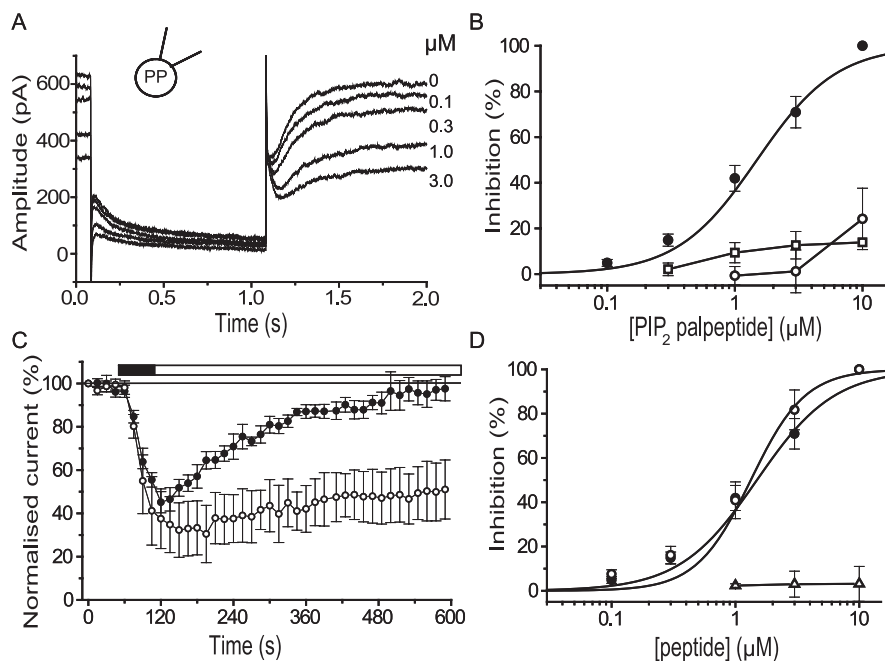 A
PP
µM
0
0.1
0.3
1.0
3.0
600
400
200
0
Amplitude (pA)
0.0 0.5 1.0 1.5 2.0
Time (s)
B
100
80
60
40
20
0
Inhibition (%)
0.1 1 10
[PIP2 palpeptide] (µM)
C
100
80
60
40
20
0
Normalised current (%)
0 120 240 360 480 600
Time (s)
D
100
80
60
40
20
0
Inhibition (%)
0.1 1 10
[peptide] (µM)